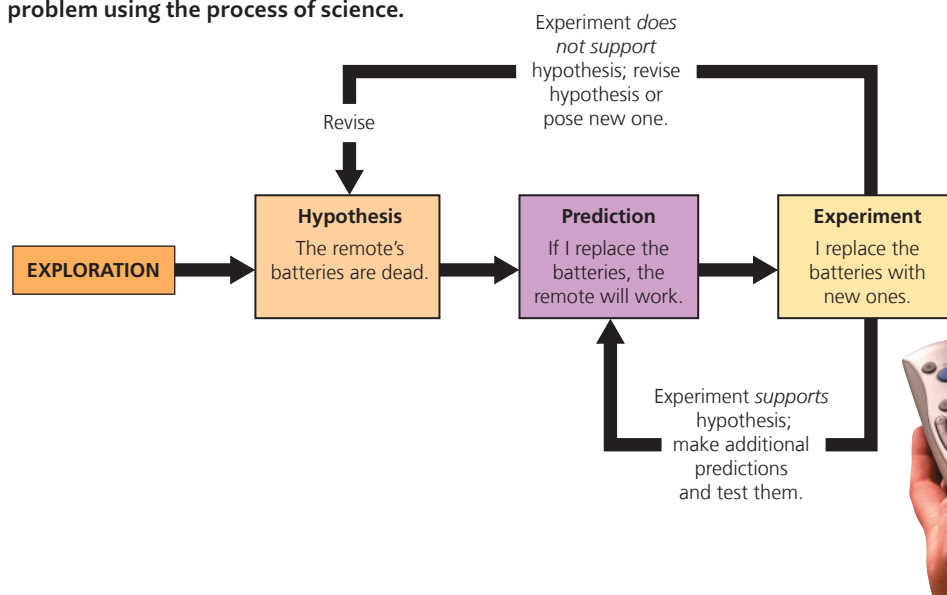 problem using the process of science.
Experiment does
not support
hypothesis; revise
hypothesis or
pose new one.
Revise
EXPLORATION
Hypothesis
The remote's
batteries are dead.
Prediction
If I replace the
batteries, the
remote will work.
Experiment
I replace the
batteries with
new ones.
Experiment supports
hypothesis;
make additional
predictions
and test them.